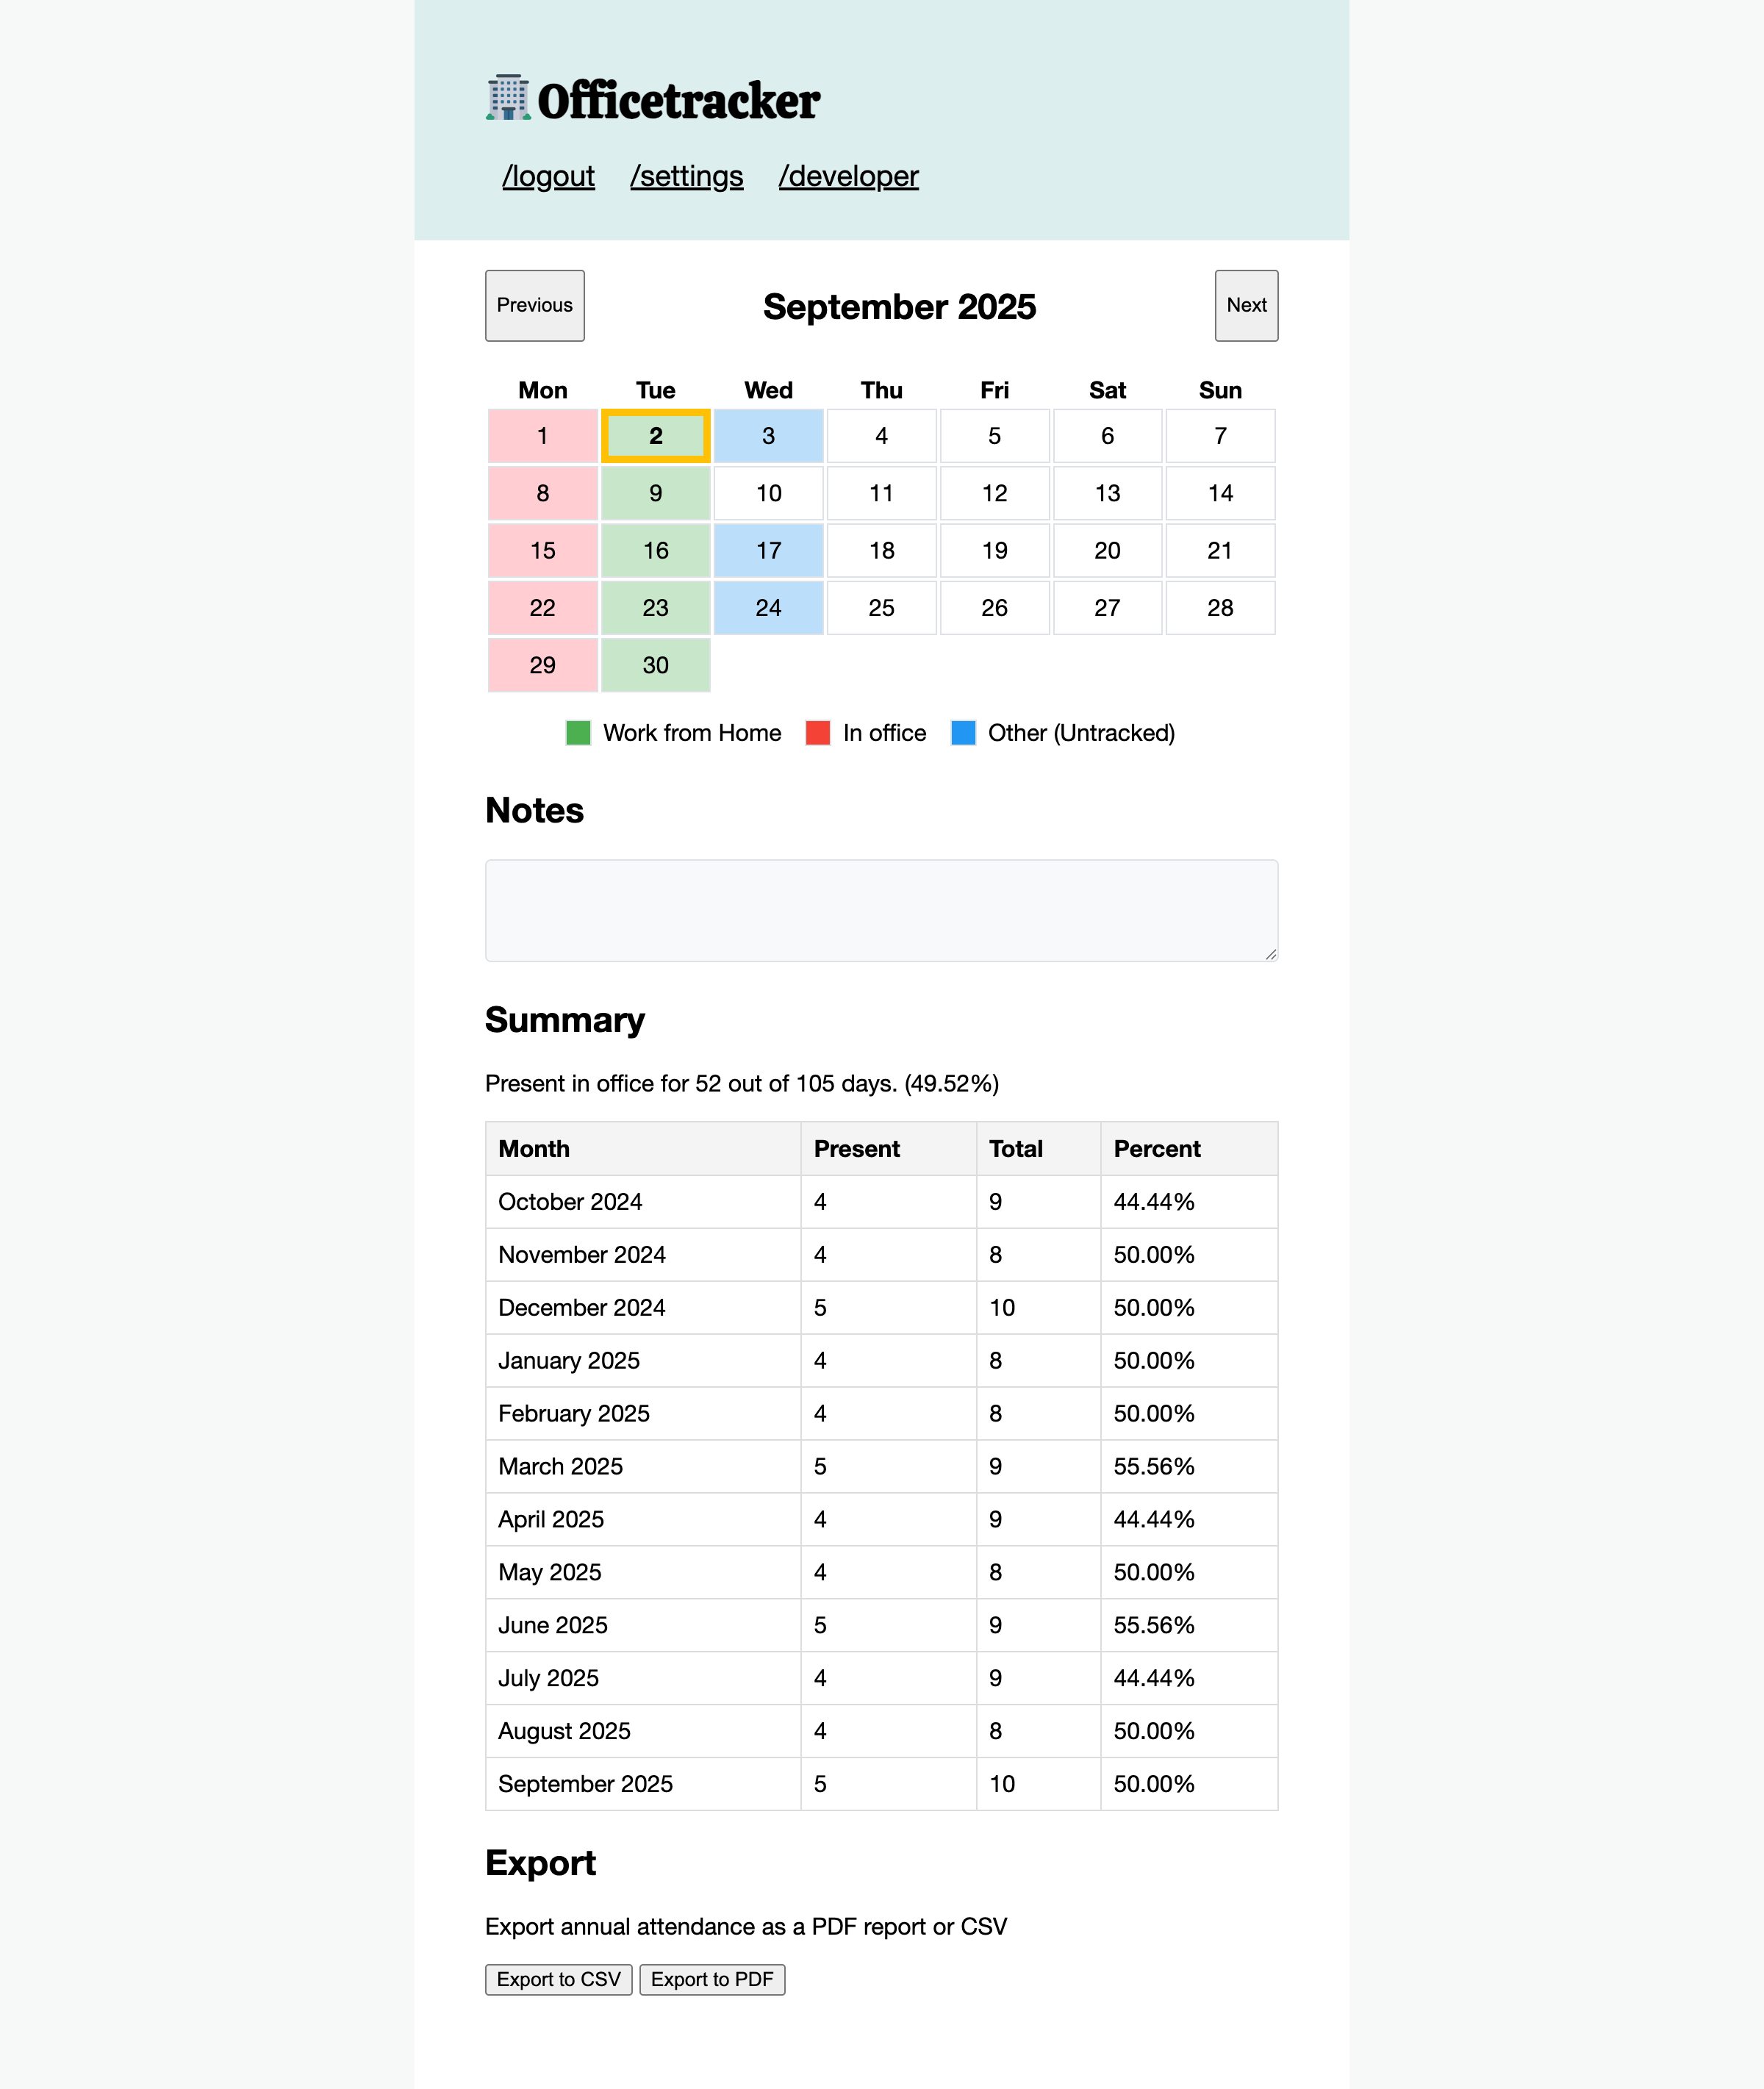 Officetracker
/logout /settings /developer
Previous September 2025 Next
Mon Tue Wed Thu Fri Sat Sun
1 2 3 4 5 6 7
8 9 10 11 12 13 14
15 16 17 18 19 20 21
22 23 24 25 26 27 28
29 30
Work from Home In office Other (Untracked)
Notes
Summary
Present in office for 52 out of 105 days. (49.52%)
Month Present Total Percent
October 2024 4 9 44.44%
November 2024 4 8 50.00%
December 2024 5 10 50.00%
January 2025 4 8 50.00%
February 2025 4 8 50.00%
March 2025 5 9 55.56%
April 2025 4 9 44.44%
May 2025 4 8 50.00%
June 2025 5 9 55.56%
July 2025 4 9 44.44%
August 2025 4 8 50.00%
September 2025 5 10 50.00%
Export
Export annual attendance as a PDF report or CSV
Export to CSV Export to PDF